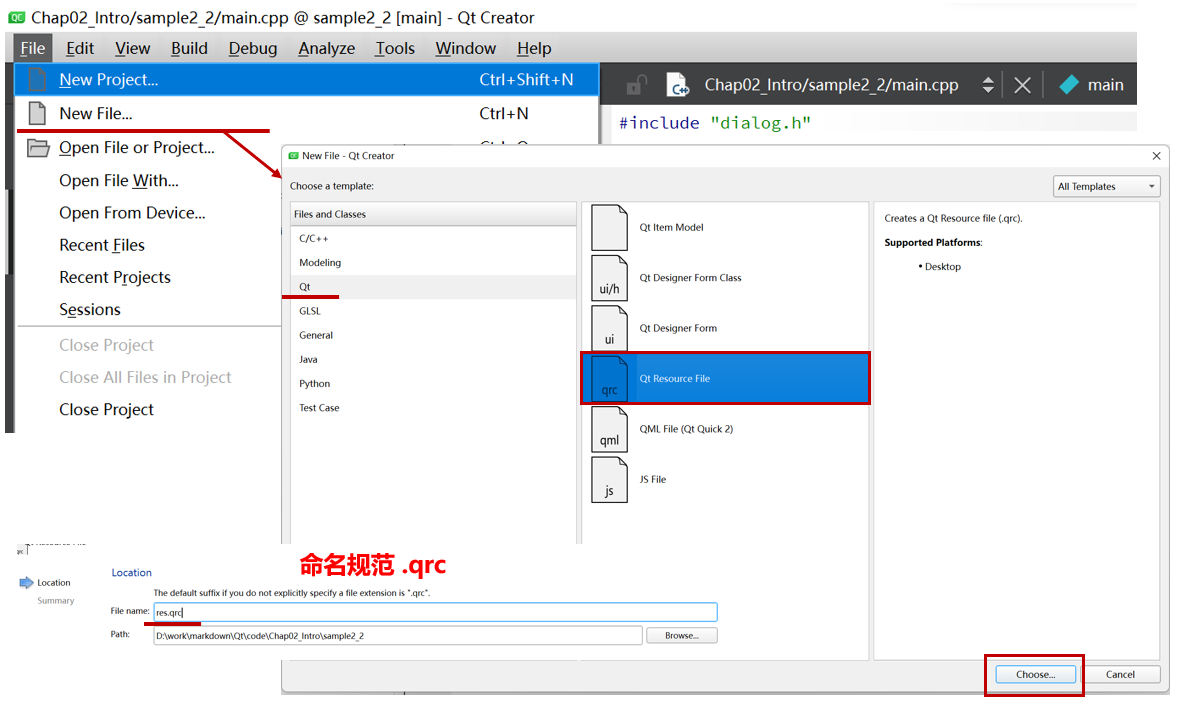 Chap02_Intro/sample2_2/main.cpp @ sample2_2 [main] - Qt Creator
File Edit View Build Debug Analyze Tools Window Help
New Project... Ctrl+Shift+N
Chap02_Intro/sample2_2/main.cpp main
New File... Ctrl+N
#include "dialog.h"
Open File or Project...
Open File With...
Open From Device...
Recent Files
Recent Projects
Sessions
Close Project
Close All Files in Project
Close Project
New File - Qt Creator
Choose a template:
All Templates
Files and Classes
C/C++
Modeling
Qt
GLSL
General
Java
Python
Test Case
Qt Item Model
ui/h Qt Designer Form Class
ui Qt Designer Form
qrc Qt Resource File
qml QML File (Qt Quick 2)
js JS File
Creates a Qt Resource file (.qrc).
Supported Platforms:
• Desktop
命名规范 .qrc
Location
Summary
Location
The default suffix if you do not explicitly specify a file extension is ".qrc".
File name: res.qrc
Path: D:\work\markdown\Qt\code\Chap02_Intro\sample2_2 Browse...
Choose... Cancel